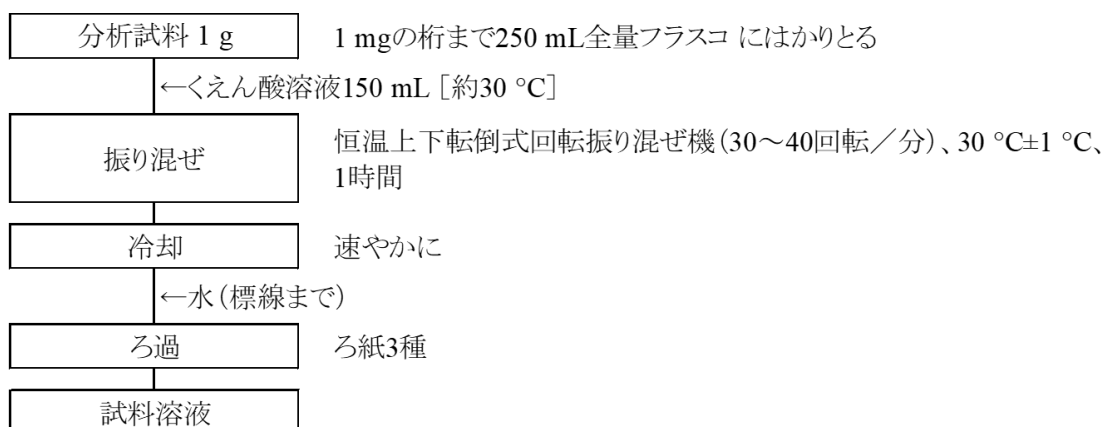 分析試料 1 g
1 mgの桁まで250 mL全量フラスコ にはかりとる
←くえん酸溶液150 mL [約30 °C]
振り混ぜ
恒温上下転倒式回転振り混ぜ機(30~40回転/分)、30 °C±1 °C、
1時間
冷却
速やかに
←水(標線まで)
ろ過
ろ紙3種
試料溶液